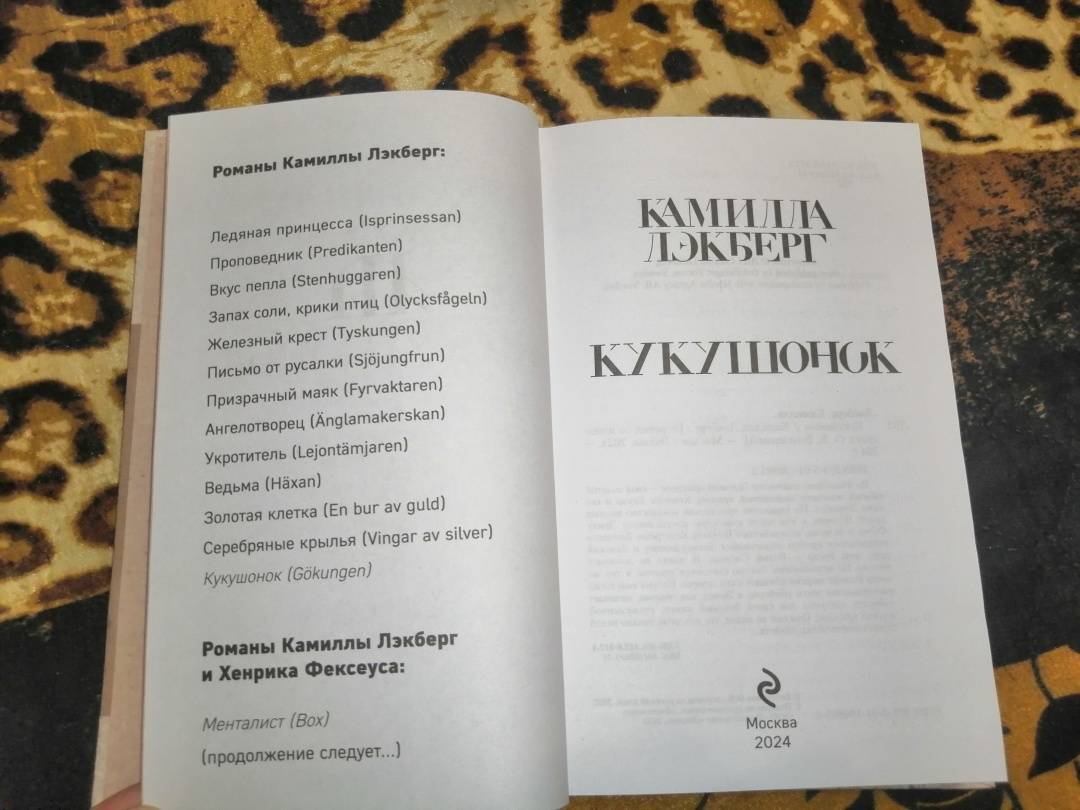 Романы Камиллы Лэкберг:
Ледяная принцесса (Isprinsessan)
Проповедник (Predikanten)
Вкус пепла (Stenhuggaren)
Запах соли, крики птиц (Olycksfågeln)
Железный крест (Tyskungen)
Письмо от русалки (Sjöjungfrun)
Призрачный маяк (Fyrvaktaren)
Ангелотворец (Änglamakerskan)
Укротитель (Lejontämjaren)
Ведьма (Häxan)
Золотая клетка (En bur av guld)
Серебряные крылья (Vingar av silver)
Кукушонок (Gökungen)
Романы Камиллы Лэкберг
и Хенрика Фексеуса:
Менталист (Box)
(продолжение следует...)
КАМИЛЛА
ЛЭКБЕРГ
КУКУШОНОК
Москва
2024